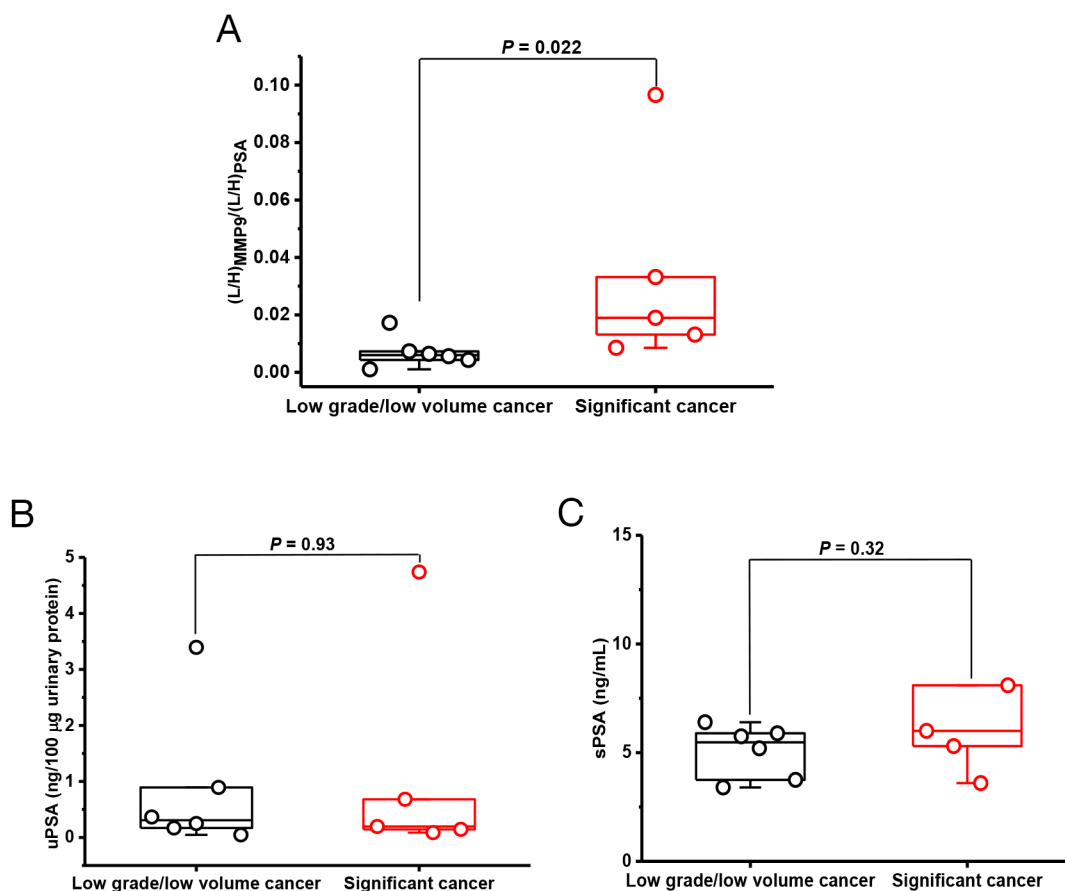 A
P = 0.022
(L/H)MMP9/(L/H)PSA
0.10
0.08
0.06
0.04
0.02
0.00
Low grade/low volume cancer
Significant cancer
B
P = 0.93
uPSA (ng/100 µg urinary protein)
5
4
3
2
1
0
Low grade/low volume cancer
Significant cancer
C
P = 0.32
sPSA (ng/mL)
15
10
5
0
Low grade/low volume cancer
Significant cancer